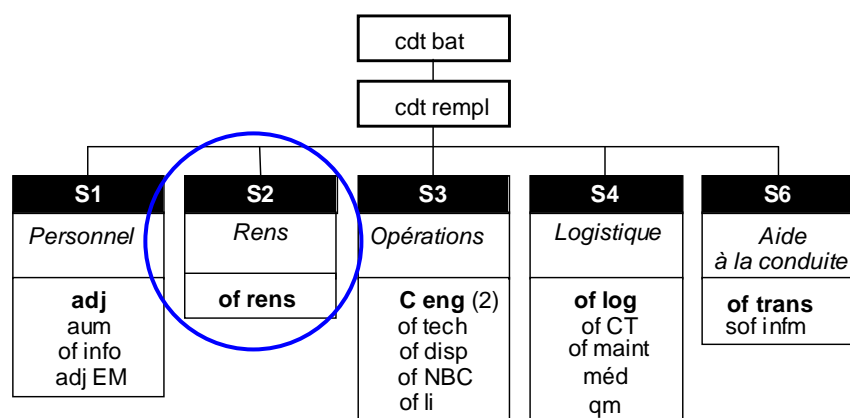 cdt bat
cdt rempl
S1
Personnel
adj
aum
of info
adj EM
S2
Rens
of rens
S3
Opérations
C eng (2)
of tech
of disp
of NBC
of li
S4
Logistique
of log
of CT
of maint
méd
qm
S6
Aide
à la conduite
of trans
sof infm